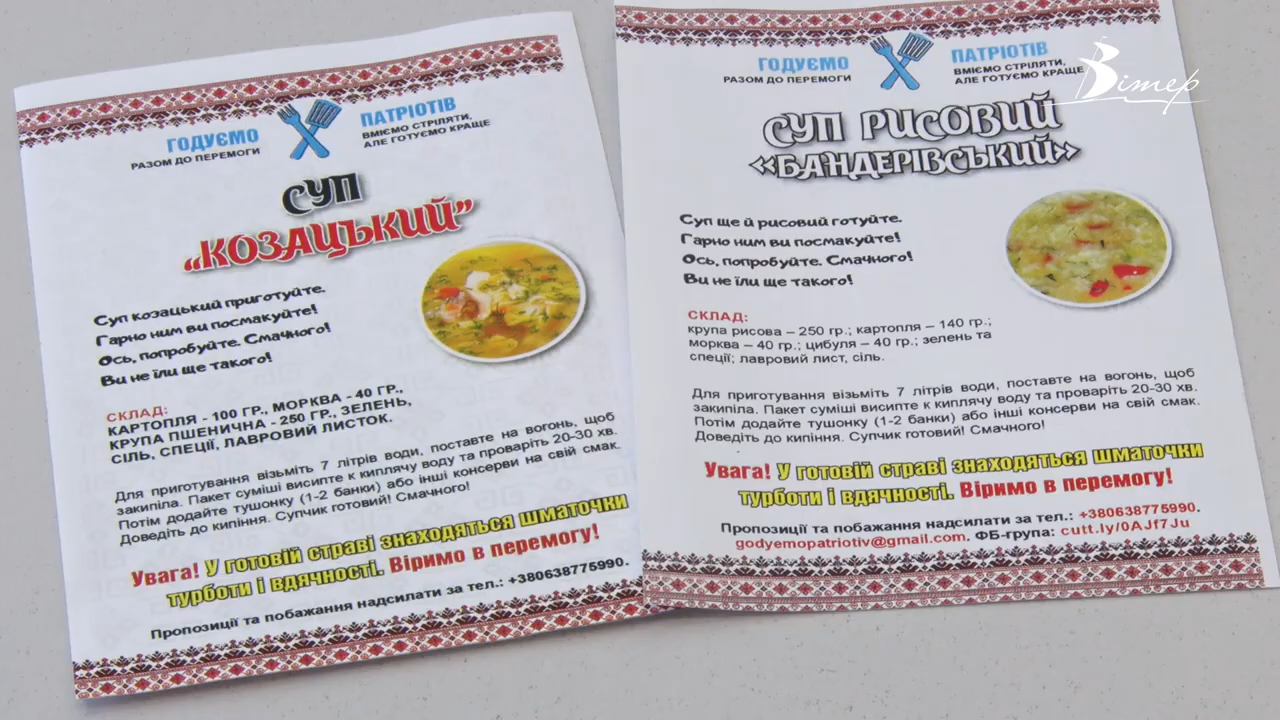 ГОДУЄМО
РАЗОМ ДО ПЕРЕМОГИ
ПАТРІОТІВ
ВМІЄМО СТРІЛЯТИ,
АЛЕ ГОТУЄМО КРАЩЕ
СУП
„КОЗАЦЬКИЙ”
Суп козацький приготуйте.
Гарно ним ви посмакуйте!
Ось, попробуйте. Смачного!
Ви не їли ще такого!
СКЛАД:
КАРТОПЛЯ - 100 ГР., МОРКВА - 40 ГР.,
КРУПА ПШЕНИЧНА - 250 ГР., ЗЕЛЕНЬ,
СІЛЬ, СПЕЦІЇ, ЛАВРОВИЙ ЛИСТОК.
Для приготування візьміть 7 літрів води, поставте на вогонь, щоб
закипіла. Пакет суміші висипте к киплячу воду та проваріть 20-30 хв.
Потім додайте тушонку (1-2 банки) або інші консерви на свій смак.
Доведіть до кипіння. Супчик готовий! Смачного!
Увага! У готовій страві знаходяться шматочки
турботи і вдячності. Віримо в перемогу!
Пропозиції та побажання надсилати за тел.: +380638775990.
ГОДУЄМО
РАЗОМ ДО ПЕРЕМОГИ
ПАТРІОТІВ
ВМІЄМО СТРІЛЯТИ,
АЛЕ ГОТУЄМО КРАЩЕ
Вітер
СУП РИСОВИЙ
«БАНДЕРІВСЬКИЙ»
Суп ще й рисовий готуйте.
Гарно ним ви посмакуйте!
Ось, попробуйте. Смачного!
Ви не їли ще такого!
СКЛАД:
крупа рисова – 250 гр.; картопля – 140 гр.;
морква – 40 гр.; цибуля – 40 гр.; зелень та
спеції; лавровий лист, сіль.
Для приготування візьміть 7 літрів води, поставте на вогонь, щоб
закипіла. Пакет суміші висипте к киплячу воду та проваріть 20-30 хв.
Потім додайте тушонку (1-2 банки) або інші консерви на свій смак.
Доведіть до кипіння. Супчик готовий! Смачного!
Увага! У готовій страві знаходяться шматочки
турботи і вдячності. Віримо в перемогу!
Пропозиції та побажання надсилати за тел.: +380638775990.
godyemopatriotiv@gmail.com. ФБ-група: cutt.ly/0AJf7Ju